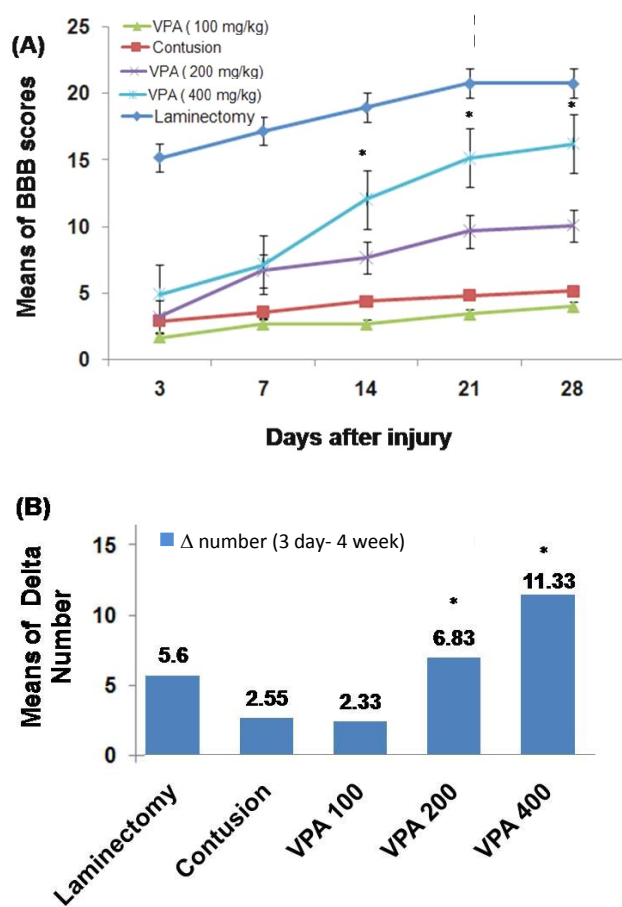 (A)
25
20
15
10
5
0
Means of BBB scores
VPA ( 100 mg/kg)
Contusion
VPA ( 200 mg/kg)
VPA ( 400 mg/kg)
Laminectomy
*
*
*
3 7 14 21 28
Days after injury
(B)
Means of Delta
Number
15
10
5
0
Δ number (3 day- 4 week)
5.6
2.55
2.33
*
6.83
*
11.33
Laminectomy
Contusion
VPA 100
VPA 200
VPA 400